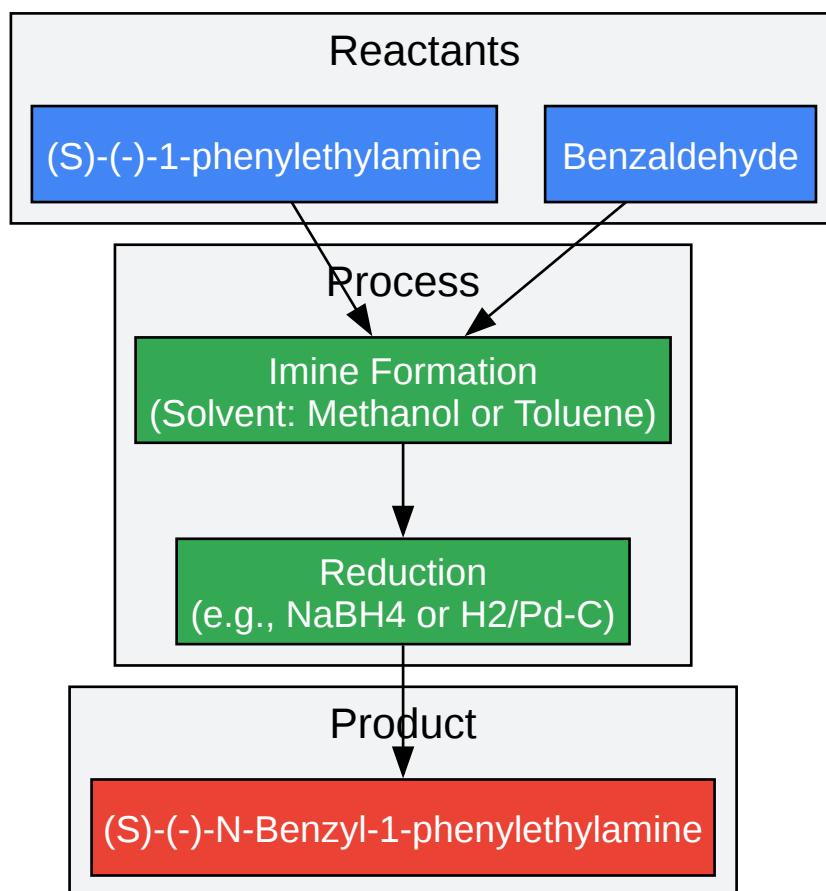 Reactants
(S)-(-)-1-phenylethylamine
Benzaldehyde
Process
Imine Formation
(Solvent: Methanol or Toluene)
Reduction
(e.g., NaBH4 or H2/Pd-C)
Product
(S)-(-)-N-Benzyl-1-phenylethylamine